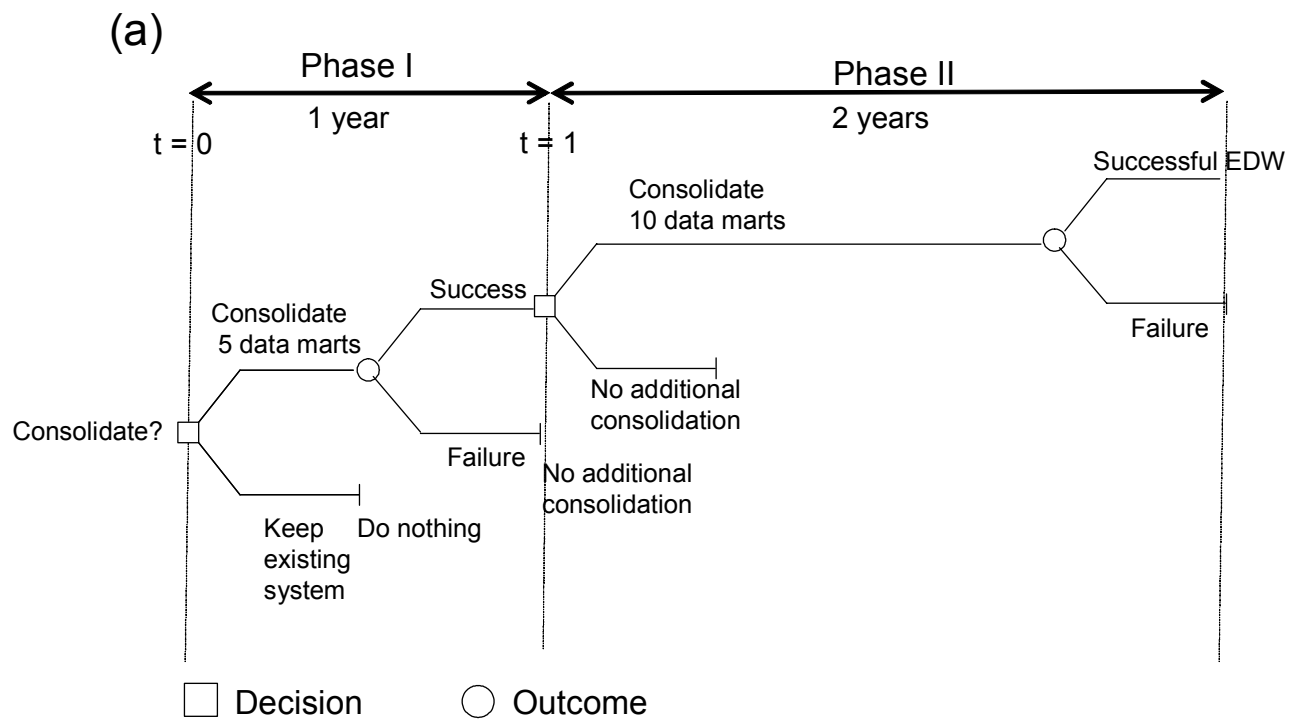 (a)
Phase I
Phase II
1 year
2 years
t = 0
t = 1
Successful EDW
Consolidate
10 data marts
Success
Consolidate
5 data marts
Failure
No additional
consolidation
Consolidate?
Failure
No additional
consolidation
Keep
existing
system
Do nothing
Decision
Outcome